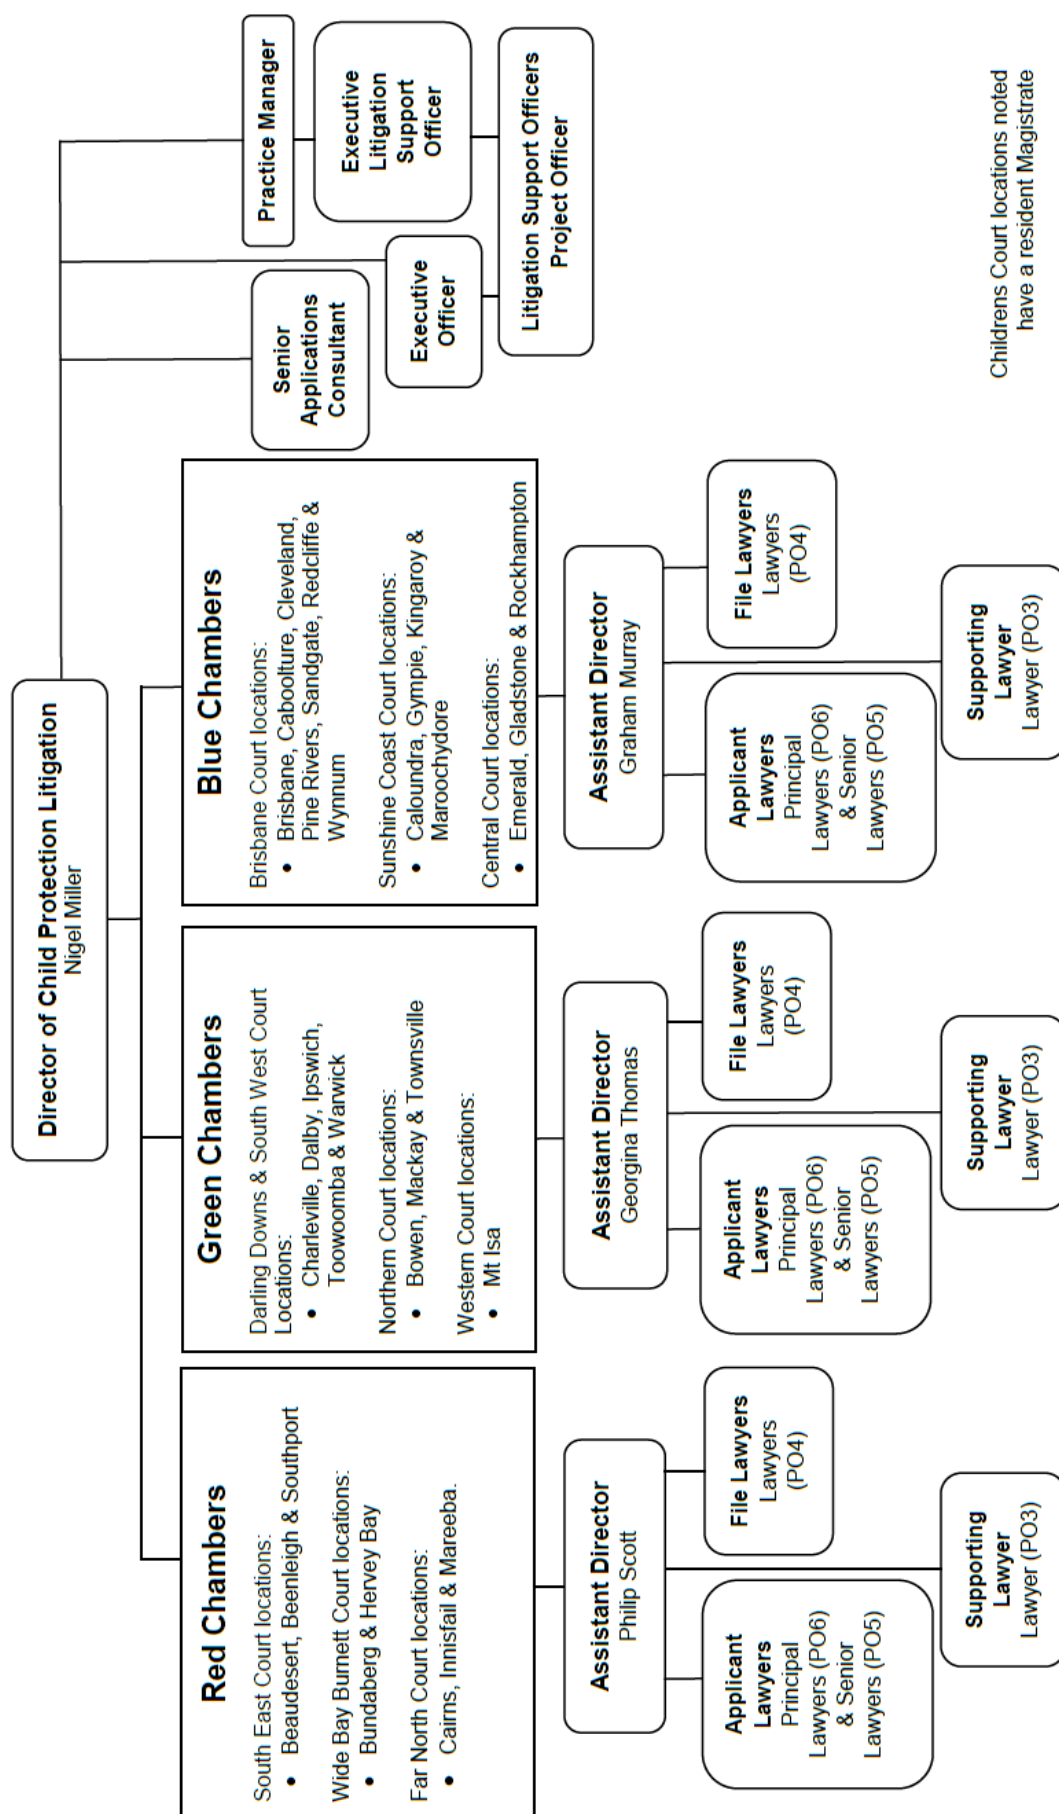 Director of Child Protection Litigation
Nigel Miller
Red Chambers
South East Court locations:
• Beaudesert, Beenleigh & Southport
Wide Bay Burnett Court locations:
• Bundaberg & Hervey Bay
Far North Court locations:
• Cairns, Innisfail & Mareeba.
Green Chambers
Darling Downs & South West Court
Locations:
• Charleville, Dalby, Ipswich,
Toowoomba & Warwick
Northern Court locations:
• Bowen, Mackay & Townsville
Western Court locations:
• Mt Isa
Blue Chambers
Brisbane Court locations:
• Brisbane, Caboolture, Cleveland,
Pine Rivers, Sandgate, Redcliffe &
Wynnum
Sunshine Coast Court locations:
• Caloundra, Gympie, Kingaroy &
Maroochydore
Central Court locations:
• Emerald, Gladstone & Rockhampton
Senior
Applications
Consultant
Executive
Officer
Practice Manager
Executive
Litigation
Support
Officer
Litigation Support Officers
Project Officer
Assistant Director
Philip Scott
Applicant
Lawyers
Principal
Lawyers (PO6)
& Senior
Lawyers (PO5)
File Lawyers
Lawyers
(PO4)
Supporting
Lawyer
Lawyer (PO3)
Assistant Director
Georgina Thomas
Applicant
Lawyers
Principal
Lawyers (PO6)
& Senior
Lawyers (PO5)
File Lawyers
Lawyers
(PO4)
Supporting
Lawyer
Lawyer (PO3)
Assistant Director
Graham Murray
Applicant
Lawyers
Principal
Lawyers (PO6)
& Senior
Lawyers (PO5)
File Lawyers
Lawyers
(PO4)
Supporting
Lawyer
Lawyer (PO3)
Childrens Court locations noted
have a resident Magistrate